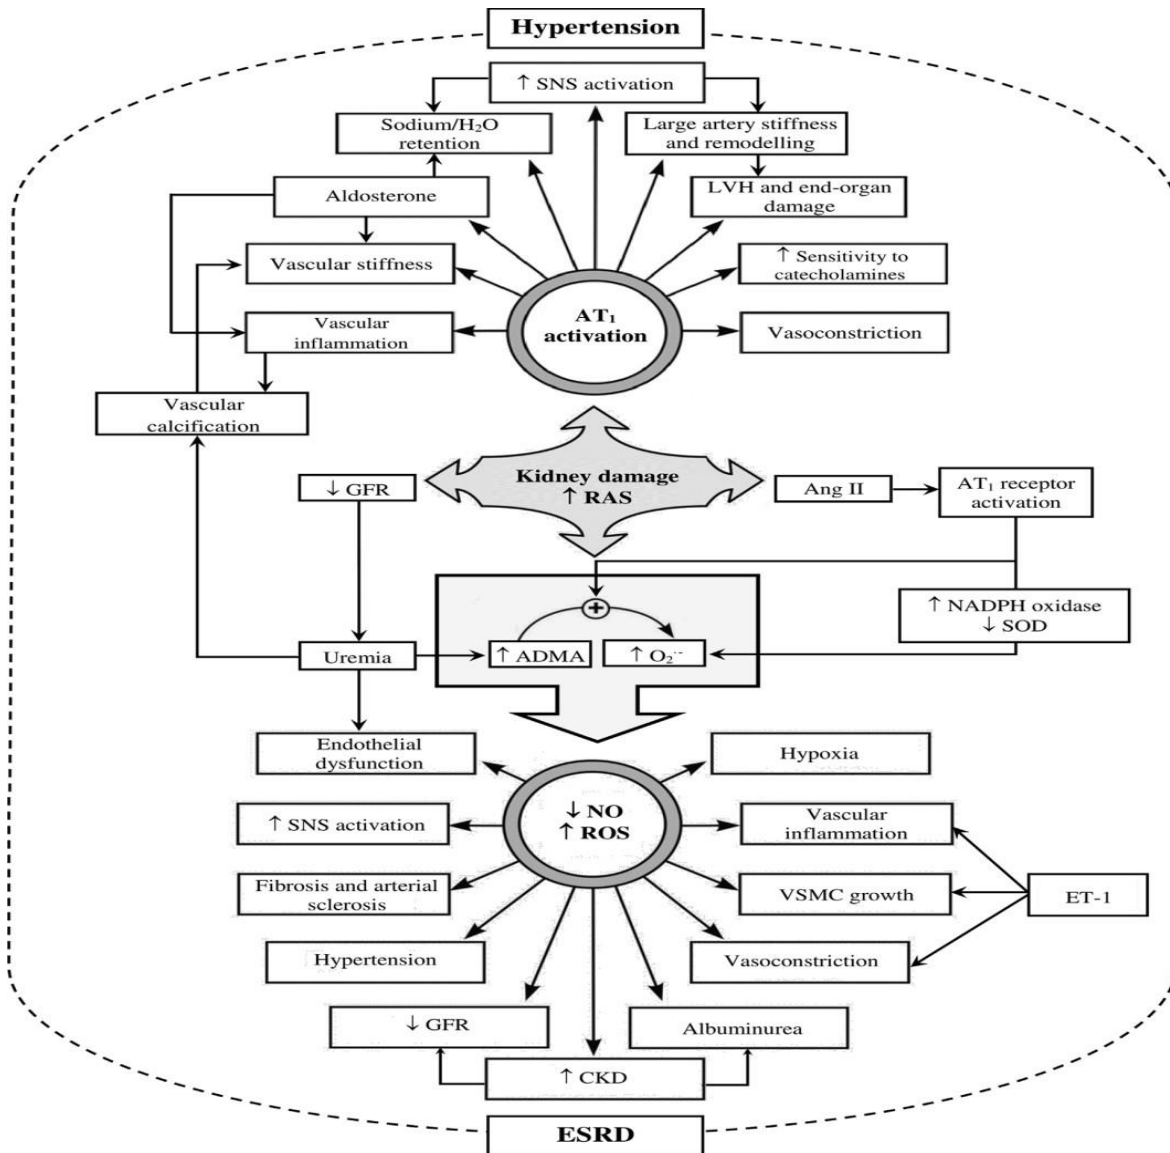 Hypertension
↑ SNS activation
Sodium/H₂O
retention
Large artery stiffness
and remodelling
Aldosterone
LVH and end-organ
damage
Vascular stiffness
↑ Sensitivity to
catecholamines
Vascular
inflammation
AT₁
activation
Vasoconstriction
Vascular
calcification
↓ GFR
Kidney damage
↑ RAS
Ang II
AT₁ receptor
activation
+
↑ NADPH oxidase
↓ SOD
Uremia
↑ ADMA
↑ O₂·-
Endothelial
dysfunction
Hypoxia
↑ SNS activation
↓ NO
↑ ROS
Vascular
inflammation
Fibrosis and arterial
sclerosis
VSMC growth
ET-1
Hypertension
Vasoconstriction
↓ GFR
Albuminurea
↑ CKD
ESRD